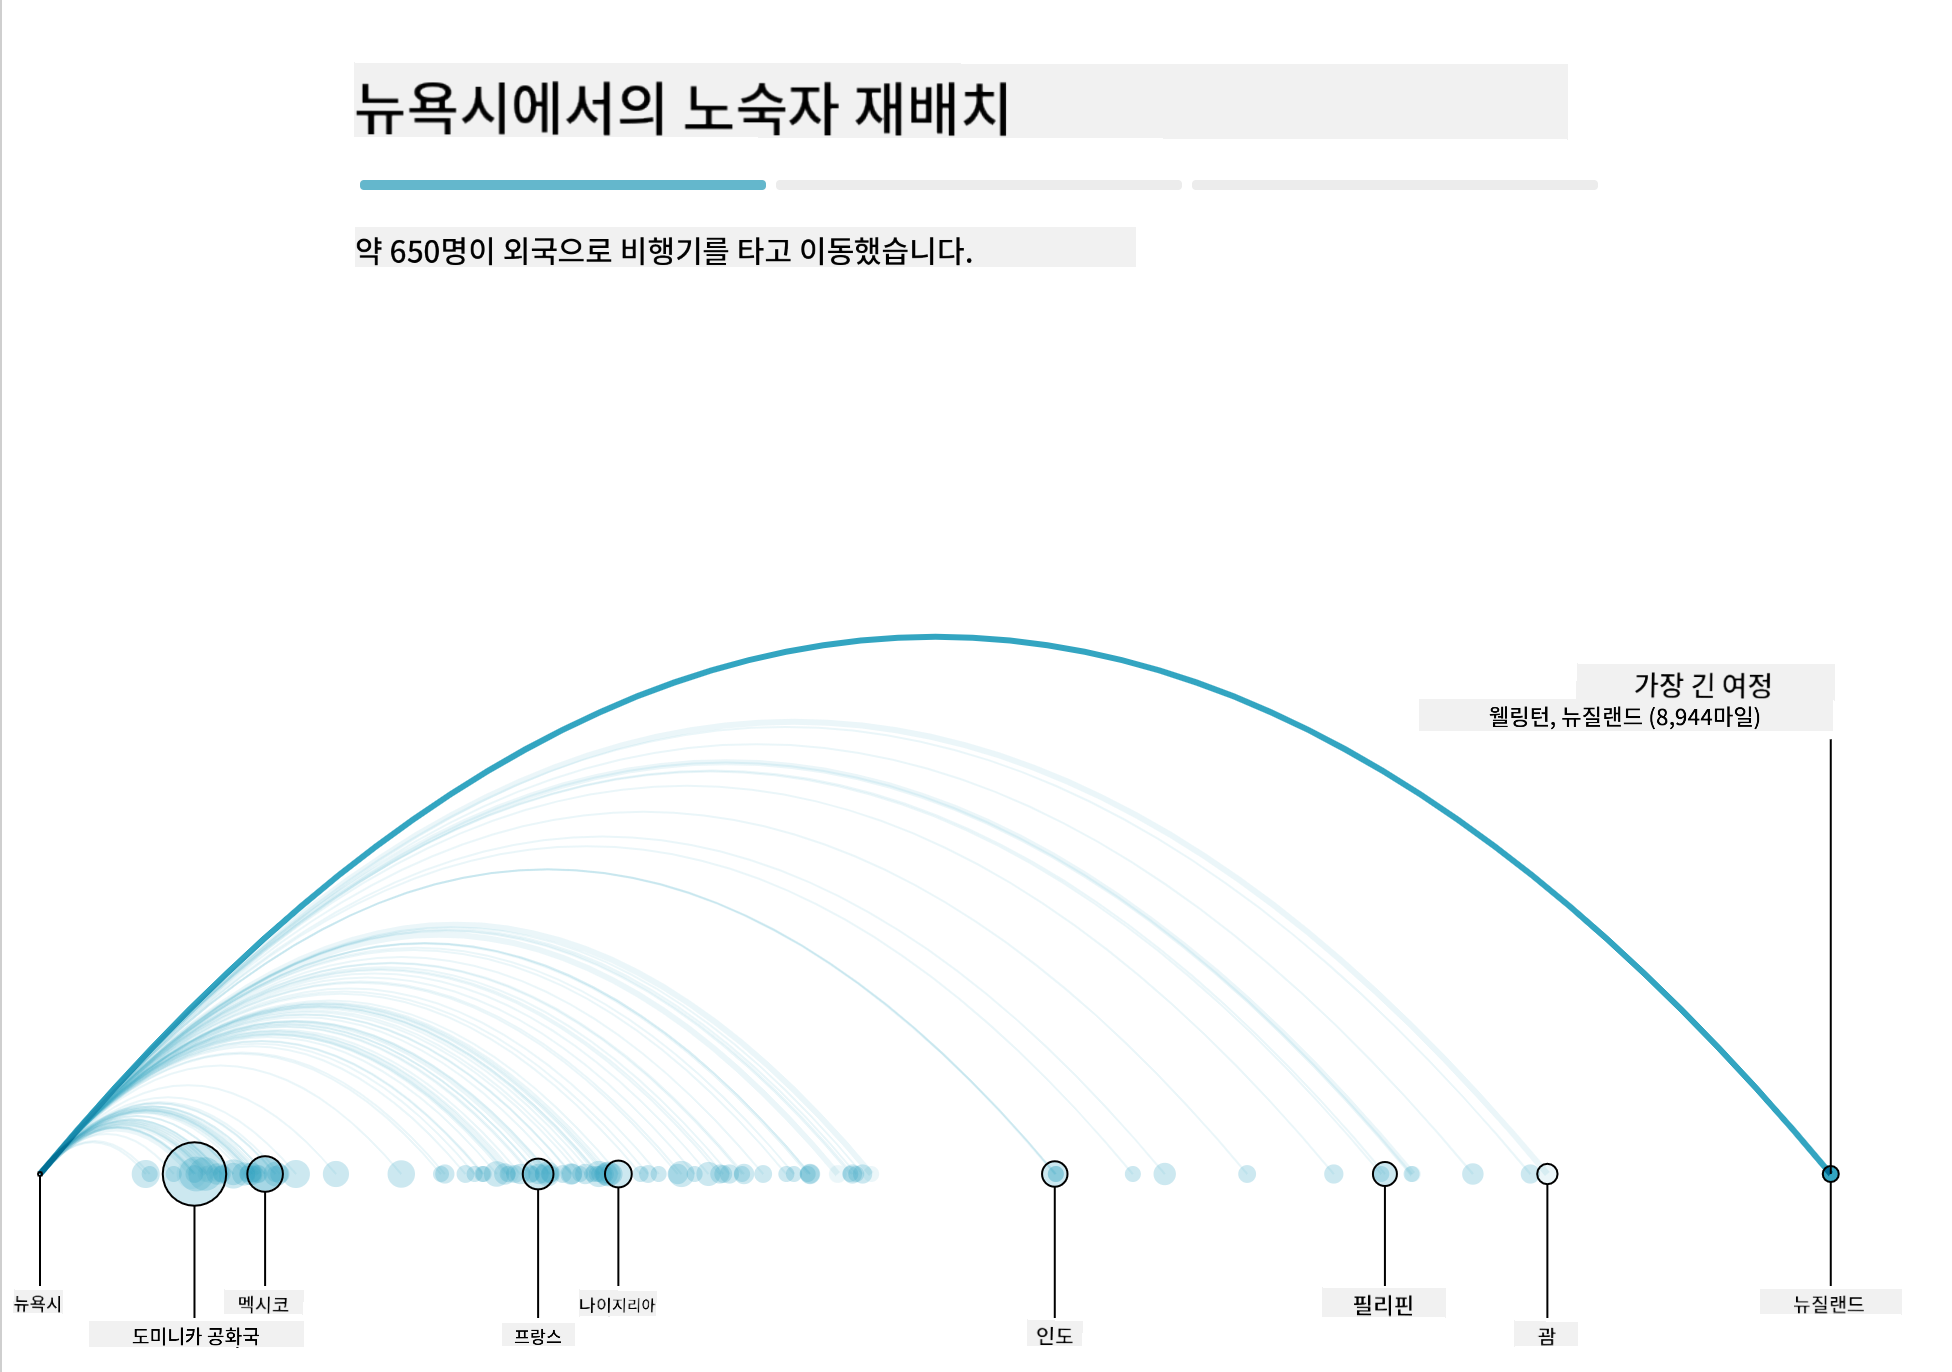 뉴욕시에서의 노숙자 재배치
약 650명이 외국으로 비행기를 타고 이동했습니다.
가장 긴 여정
웰링턴, 뉴질랜드 (8,944마일)
뉴욕시
멕시코
나이지리아
필리핀
뉴질랜드
도미니카 공화국
프랑스
인도
괌